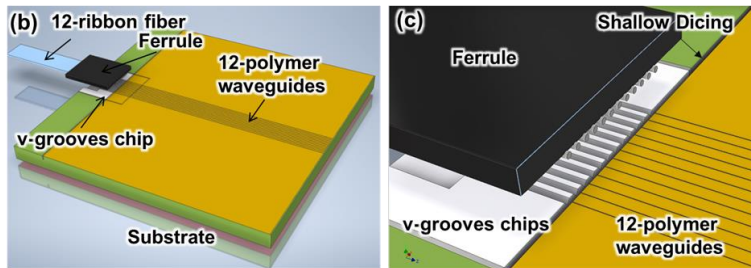 (b)
12-ribbon fiber
Ferrule
12-polymer
waveguides
v-grooves chip
Substrate
(c)
Shallow Dicing
Ferrule
v-grooves chips
12-polymer
waveguides